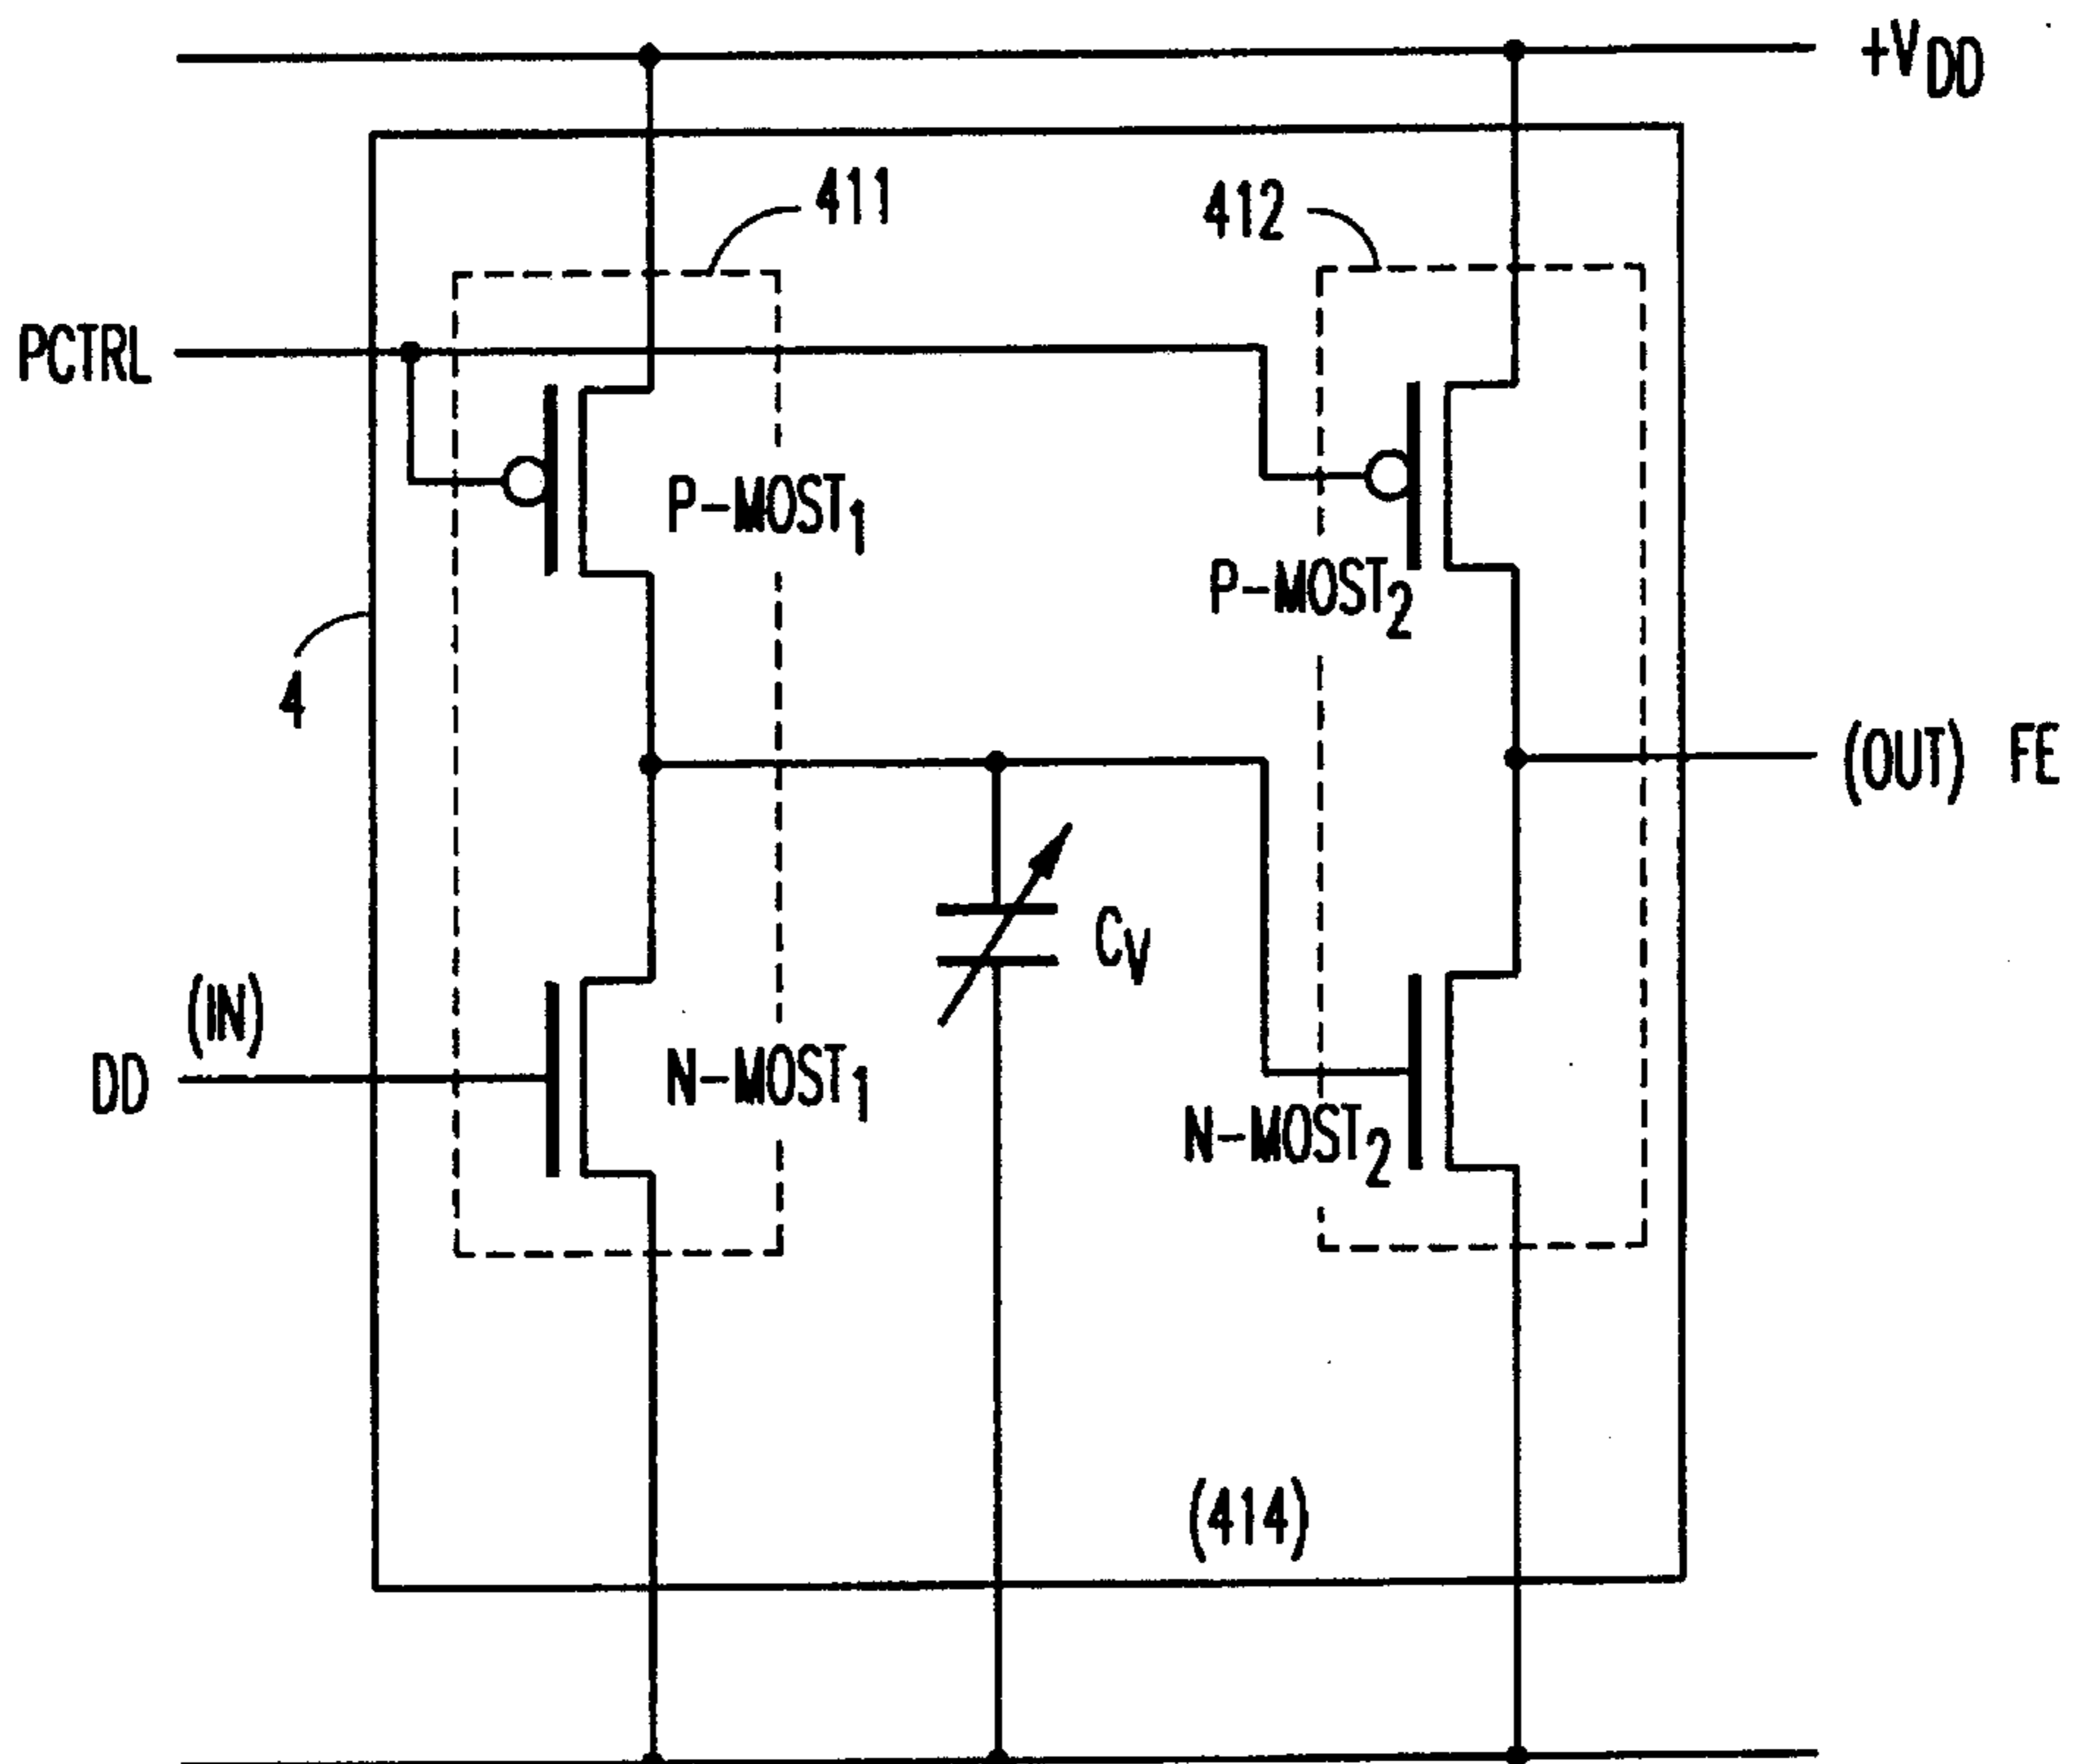 +VDD
411
412
PCTRL
P-MOST1
P-MOST2
4
(OUT) FE
CV
(IN)
DD
N-MOST1
N-MOST2
(414)